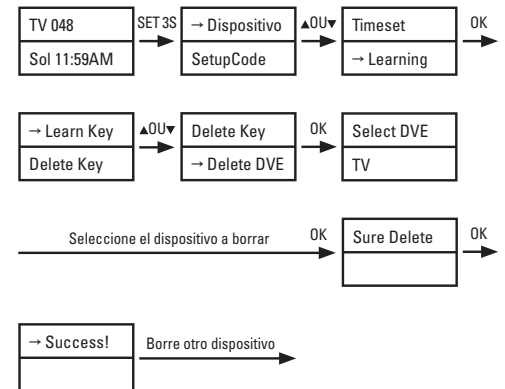 TV 048
Sol 11:59AM
SET 3S
→ Dispositivo
SetupCode
▲OU▼
Timeset
→ Learning
OK
→ Learn Key
Delete Key
▲OU▼
Delete Key
→ Delete DVE
OK
Select DVE
TV
Seleccione el dispositivo a borrar
OK
Sure Delete
OK
→ Success!
Borre otro dispositivo